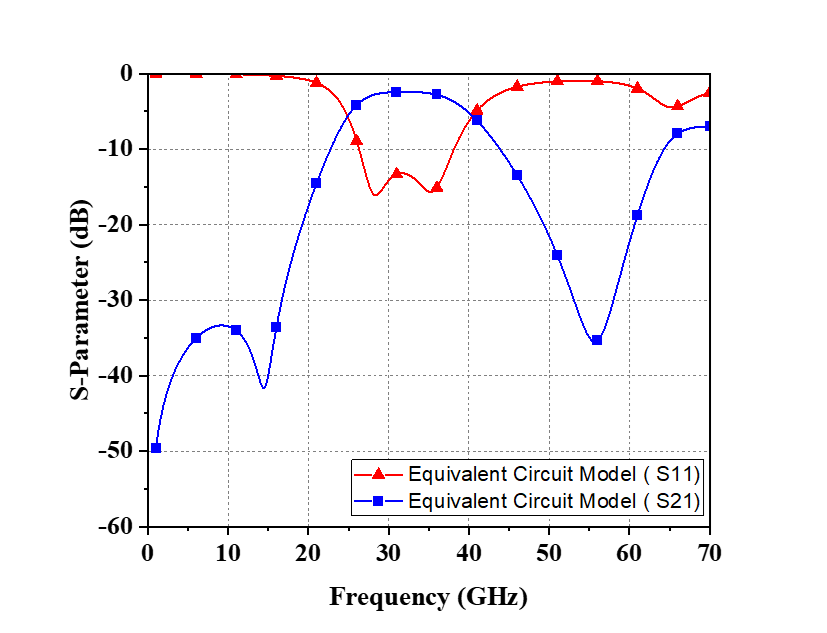 0
-10
-20
-30
-40
-50
-60
S-Parameter (dB)
Equivalent Circuit Model ( S11)
Equivalent Circuit Model ( S21)
0 10 20 30 40 50 60 70
Frequency (GHz)